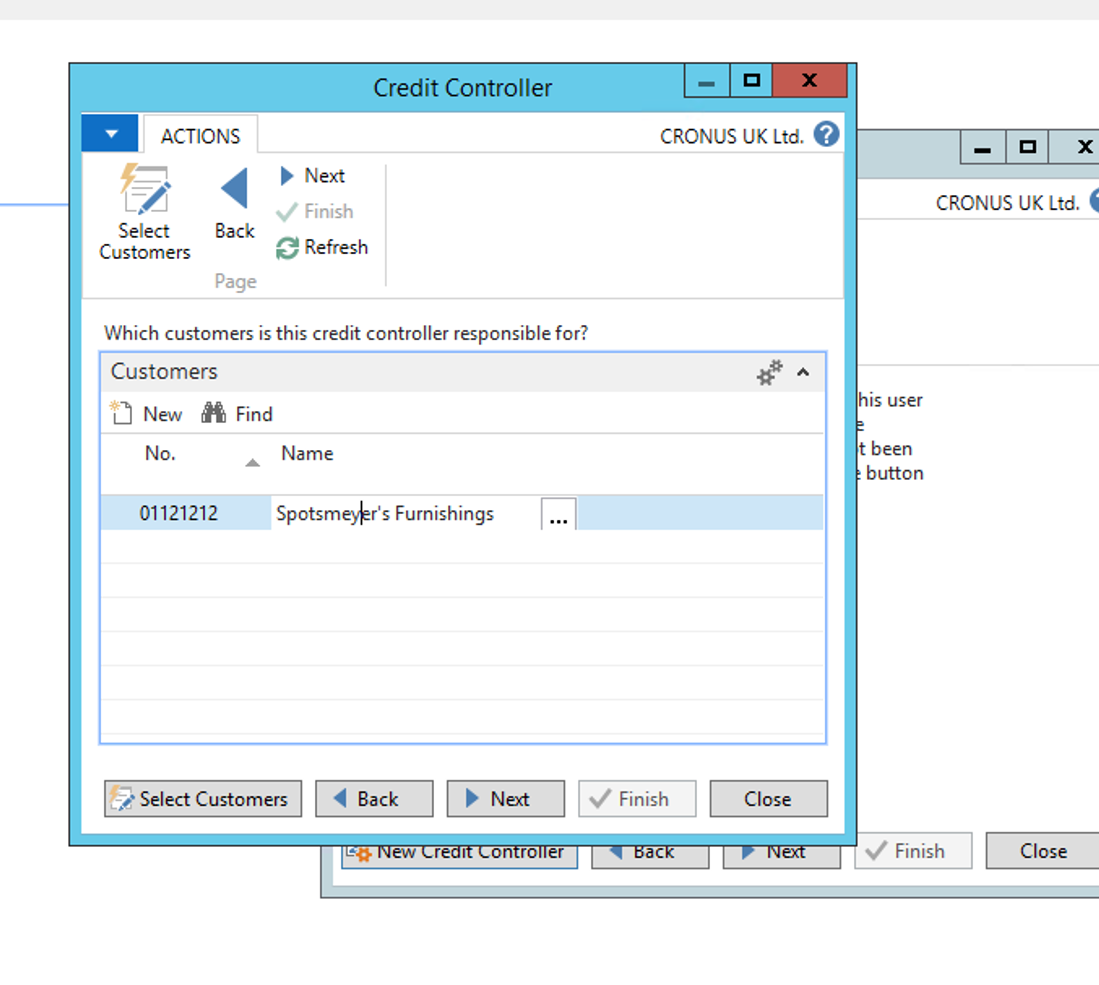 Credit Controller
ACTIONS
CRONUS UK Ltd.
Select Customers
Back
Next
Finish
Refresh
Page
Which customers is this credit controller responsible for?
Customers
New Find
No. Name
01121212 Spotsmeyer's Furnishings ...
Select Customers Back Next Finish Close
CRONUS UK Ltd.
his user
e
t been
e button
New Credit Controller Back Next Finish Close